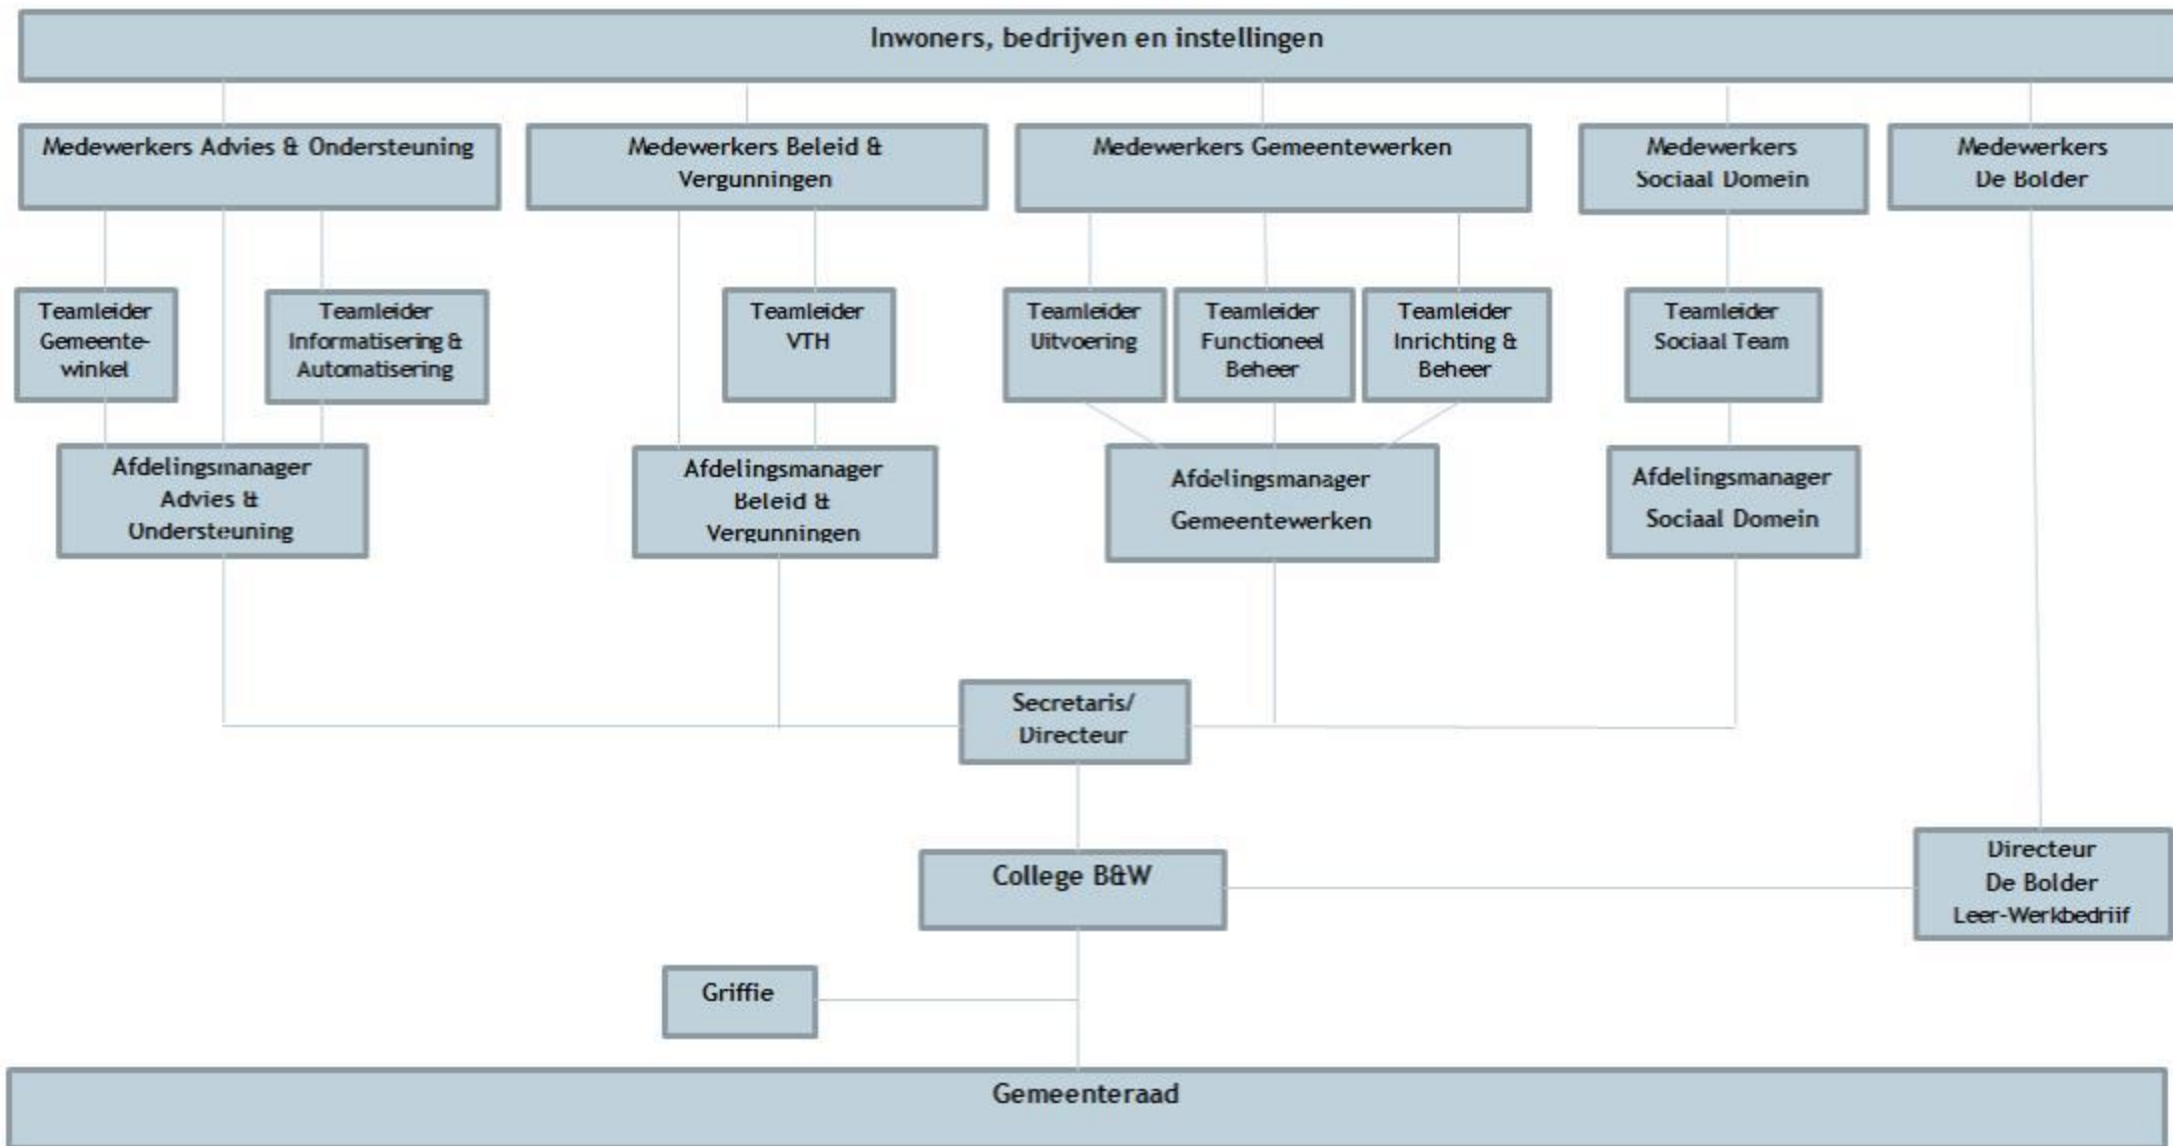 Inwoners, bedrijven en instellingen
Medewerkers Advies & Ondersteuning
Medewerkers Beleid &
Vergunningen
Medewerkers Gemeentewerken
Medewerkers
Sociaal Domein
Medewerkers
De Bolder
Teamleider
Gemeente-
winkel
Teamleider
Informatisering &
Automatisering
Teamleider
VTH
Teamleider
Uitvoering
Teamleider
Functioneel
Beheer
Teamleider
Inrichting &
Beheer
Teamleider
Sociaal Team
Afdelingsmanager
Advies &
Ondersteuning
Afdelingsmanager
Beleid &
Vergunningen
Afdelingsmanager
Gemeentewerken
Afdelingsmanager
Sociaal Domein
Secretaris/
Directeur
College B&W
Directeur
De Bolder
Leer-Werkbedrijf
Griffie
Gemeenteraad